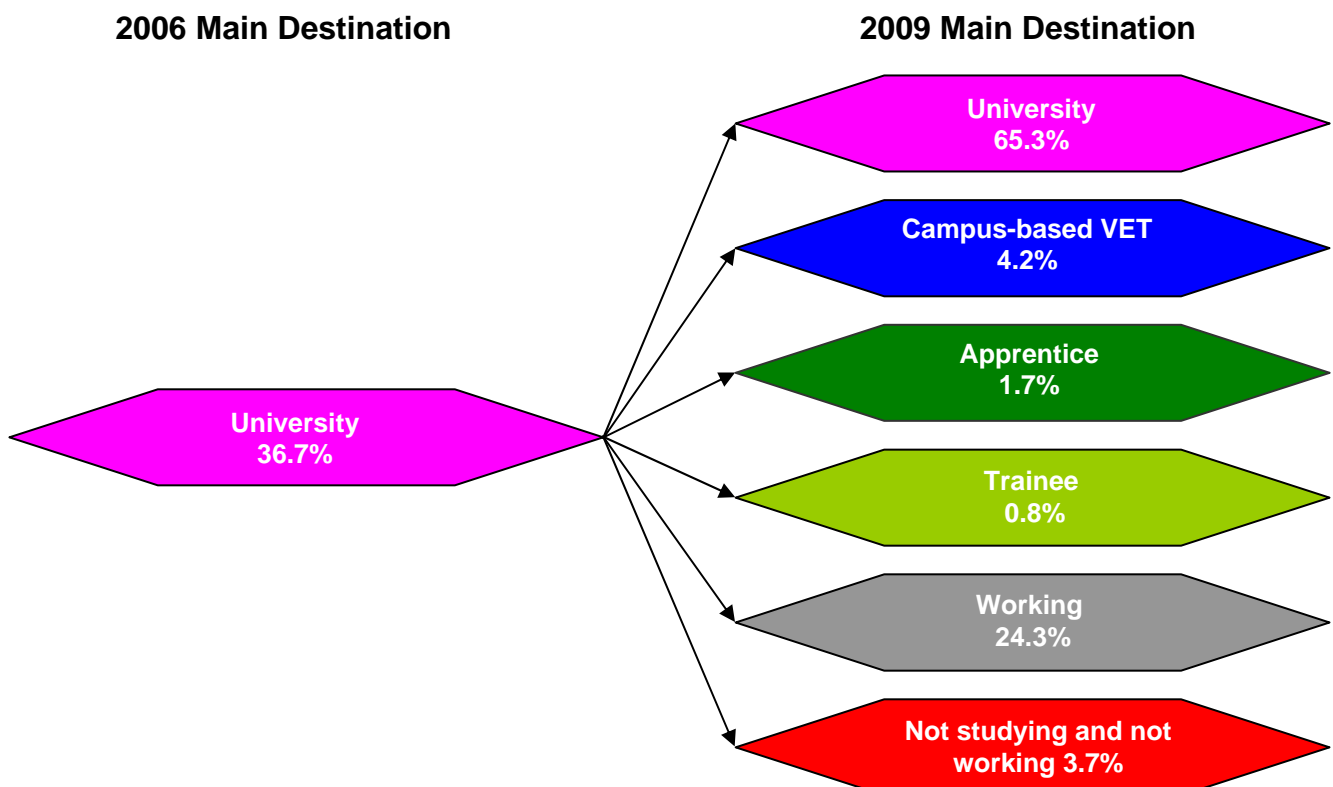 2006 Main Destination
2009 Main Destination
University
65.3%
Campus-based VET
4.2%
Apprentice
1.7%
University
36.7%
Trainee
0.8%
Working
24.3%
Not studying and not
working 3.7%